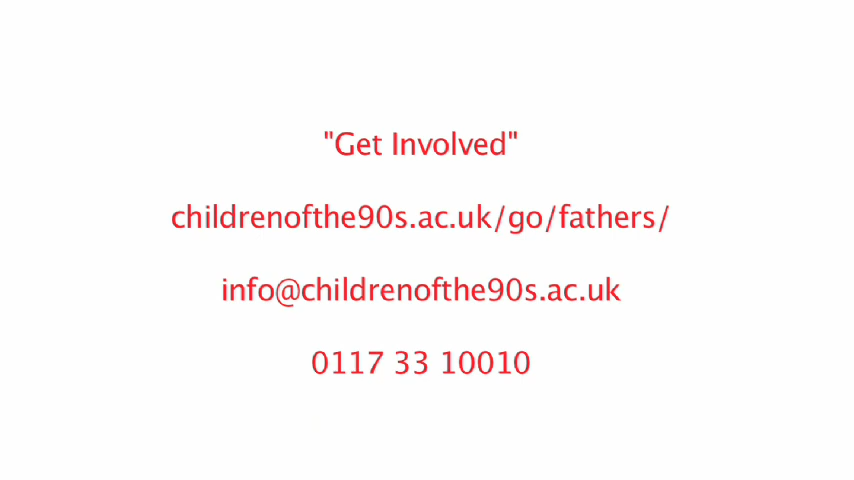 "Get Involved"
childrenofthe90s.ac.uk/go/fathers/
info@childrenofthe90s.ac.uk
0117 33 10010